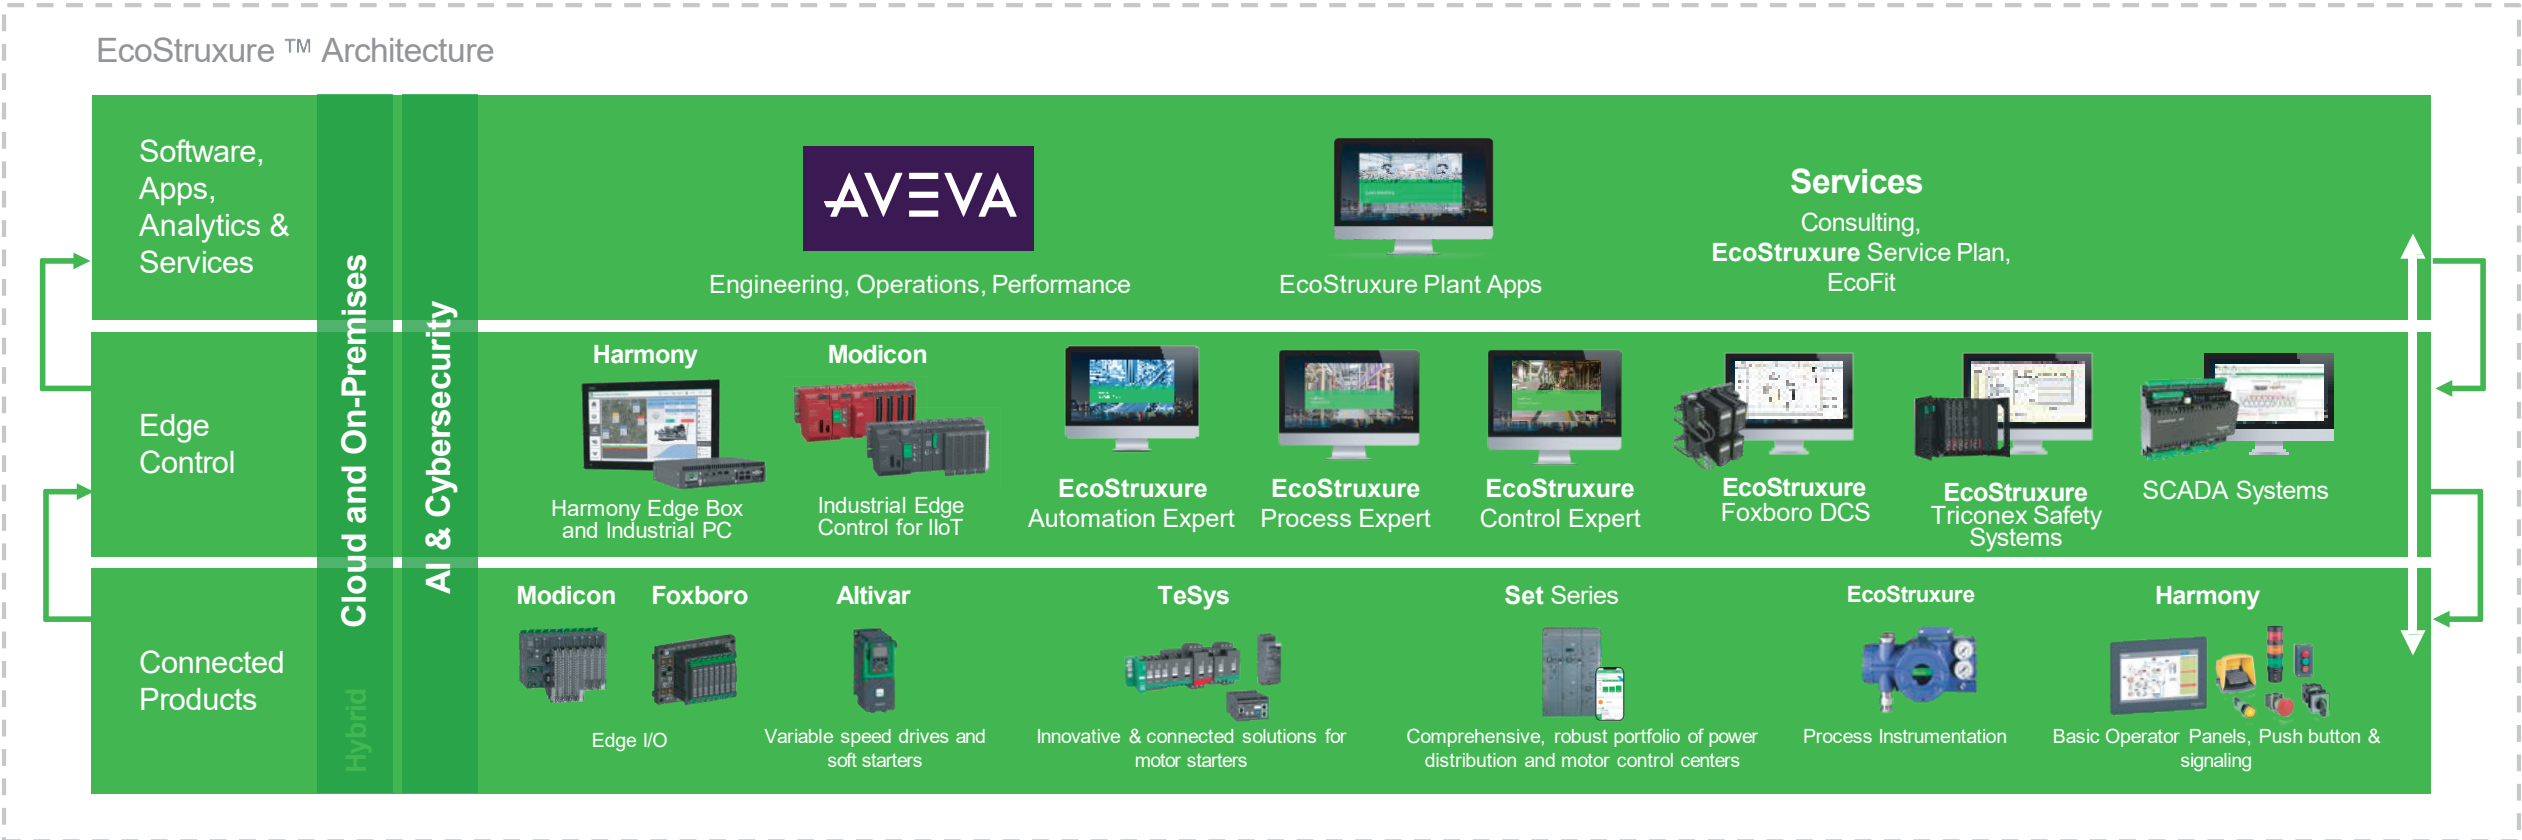 EcoStruxure ™ Architecture
Software,
Apps,
Analytics &
Services
Cloud and On-Premises
Hybrid
AI & Cybersecurity
AVEVA
Engineering, Operations, Performance
EcoStruxure Plant Apps
Services
Consulting,
EcoStruxure Service Plan,
EcoFit
Edge
Control
Harmony
Harmony Edge Box
and Industrial PC
Modicon
Industrial Edge
Control for IIoT
EcoStruxure
Automation Expert
EcoStruxure
Process Expert
EcoStruxure
Control Expert
EcoStruxure
Foxboro DCS
EcoStruxure
Triconex Safety
Systems
SCADA Systems
Connected
Products
Modicon
Foxboro
Edge I/O
Altivar
Variable speed drives and
soft starters
TeSys
Innovative & connected solutions for
motor starters
Set Series
Comprehensive, robust portfolio of power
distribution and motor control centers
EcoStruxure
Process Instrumentation
Harmony
Basic Operator Panels, Push button &
signaling